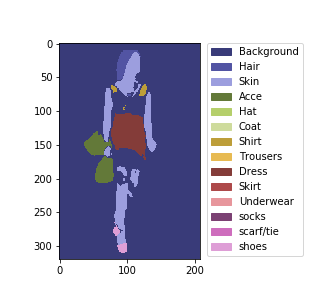 0
50
100
150
200
250
300
0
100
200
Background
Hair
Skin
Acce
Hat
Coat
Shirt
Trousers
Dress
Skirt
Underwear
socks
scarf/tie
shoes